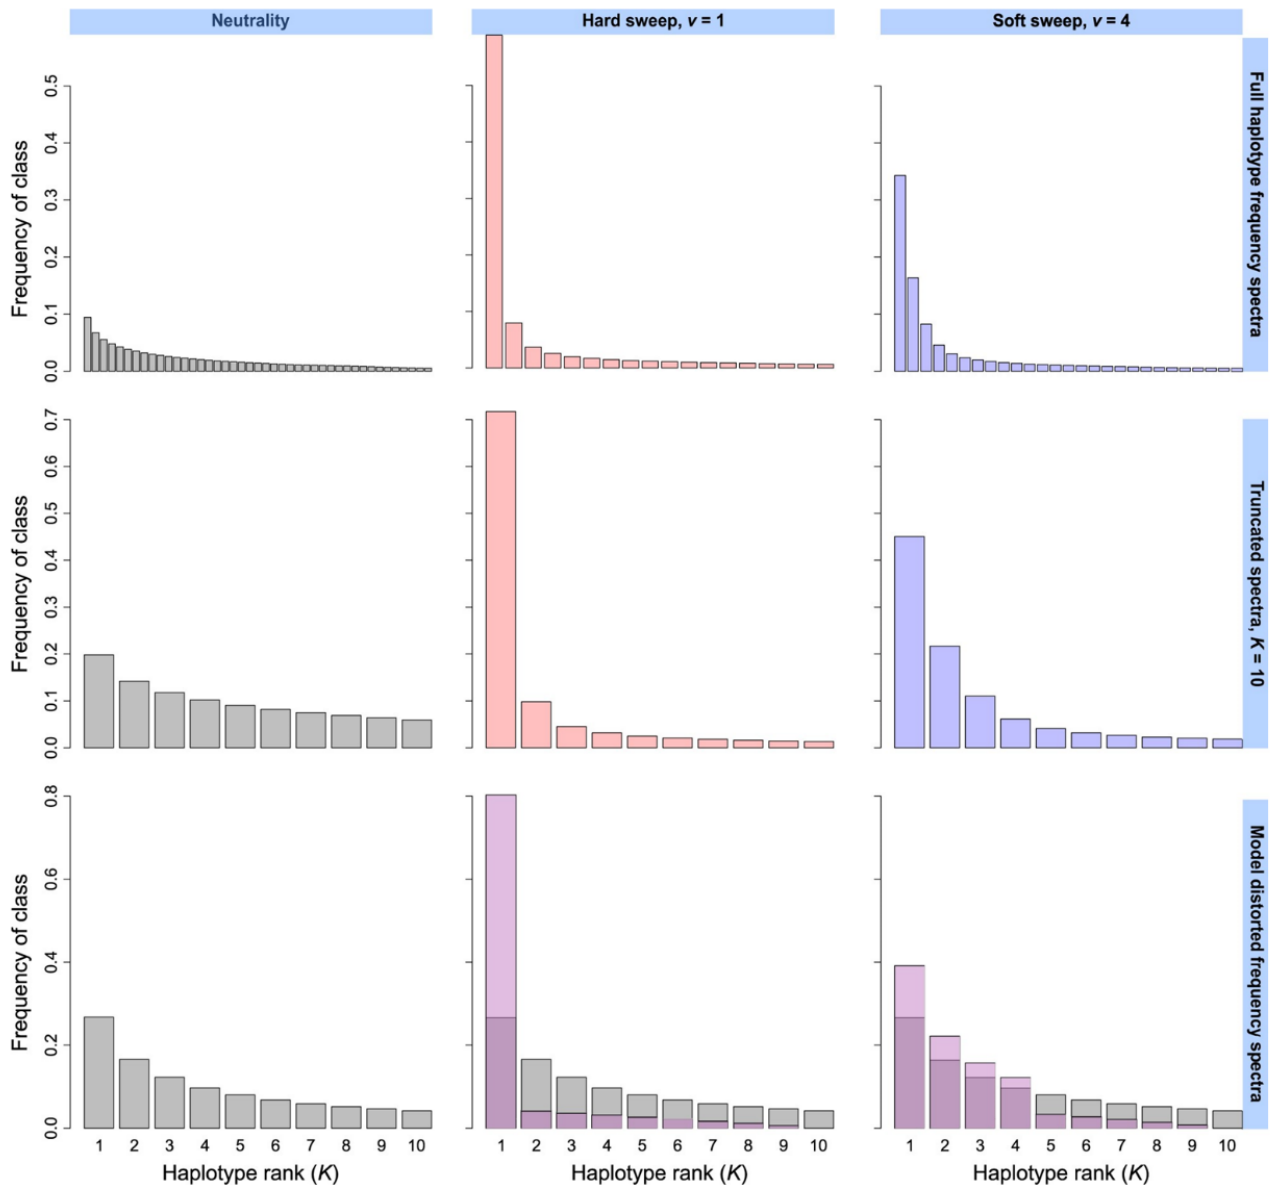 Neutrality
Hard sweep, v = 1
Soft sweep, v = 4
Frequency of class
0.5
0.4
0.3
0.2
0.1
0.0
Full haplotype frequency spectra
Frequency of class
0.7
0.6
0.5
0.4
0.3
0.2
0.1
0.0
Truncated spectra, K = 10
Frequency of class
0.8
0.6
0.4
0.2
0.0
Model distorted frequency spectra
1 2 3 4 5 6 7 8 9 10
1 2 3 4 5 6 7 8 9 10
1 2 3 4 5 6 7 8 9 10
Haplotype rank (K)
Haplotype rank (K)
Haplotype rank (K)